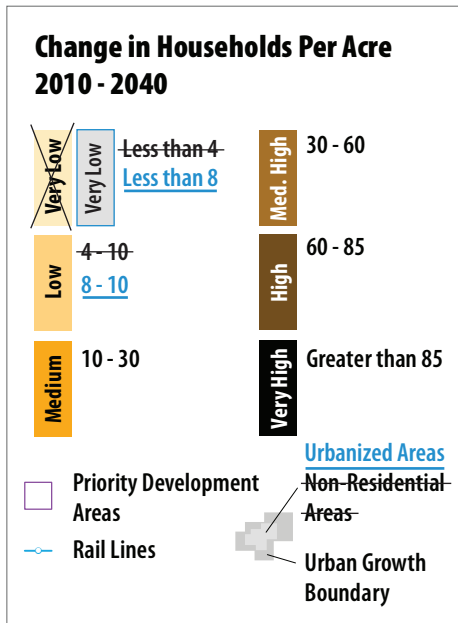 Change in Households Per Acre
2010 - 2040
Very Low
Very Low
Less than 4
Less than 8
Low
4 - 10
8 - 10
Medium
10 - 30
Med. High
30 - 60
High
60 - 85
Very High
Greater than 85
Priority Development
Areas
Rail Lines
Urbanized Areas
Non-Residential
Areas
Urban Growth
Boundary